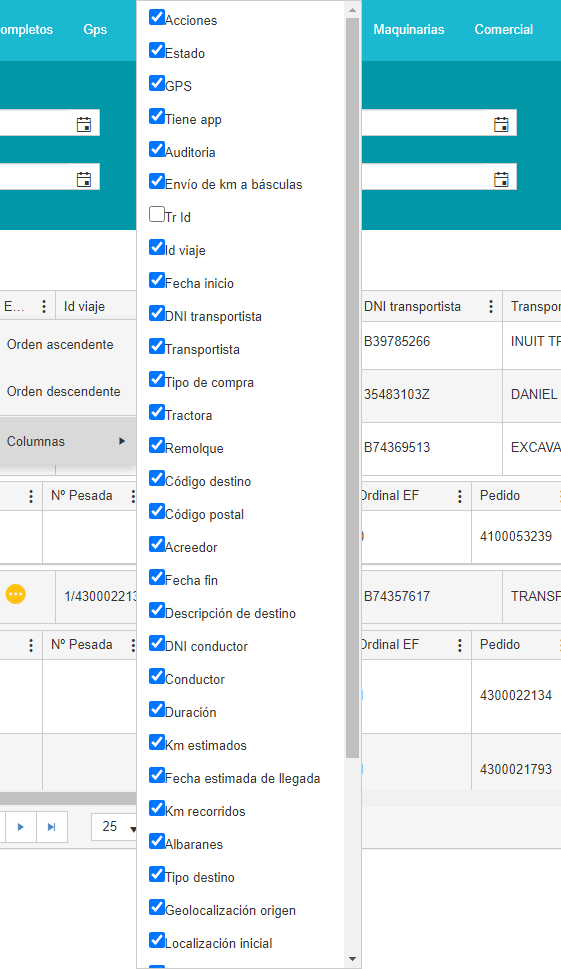 ompletos
Gps
Maquinarias
Comercial
E...
Id viaje
Orden ascendente
Orden descendente
Columnas
Acciones
Estado
GPS
Tiene app
Auditoria
Envío de km a básculas
Tr Id
Id viaje
Fecha inicio
DNI transportista
Transportista
Tipo de compra
Tractora
Remolque
Código destino
Código postal
Acreedor
Fecha fin
Descripción de destino
DNI conductor
Conductor
Duración
Km estimados
Fecha estimada de llegada
Km recorridos
Albaranes
Tipo destino
Geolocalización origen
Localización inicial
DNI transportista
Transpor
B39785266
INUIT TF
35483103Z
DANIEL
B74369513
EXCAVA
Nº Pesada
Ordinal EF
Pedido
4100053239
1/430002213
B74357617
TRANSF
Nº Pesada
Ordinal EF
Pedido
4300022134
4300021793
25